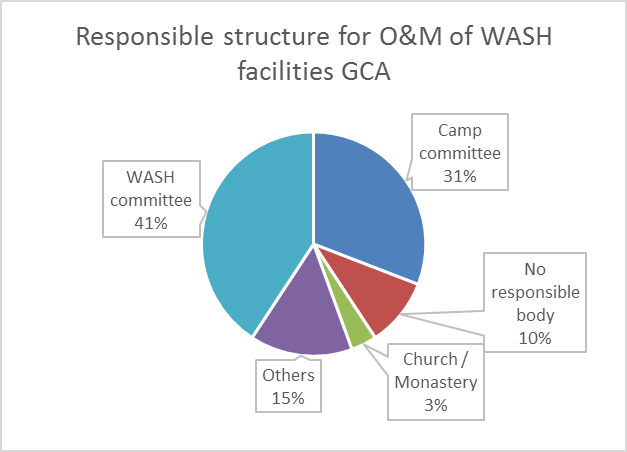 Responsible structure for O&M of WASH
facilities GCA
Camp
committee
31%
WASH
committee
41%
No
responsible
body
10%
Church /
Monastery
3%
Others
15%